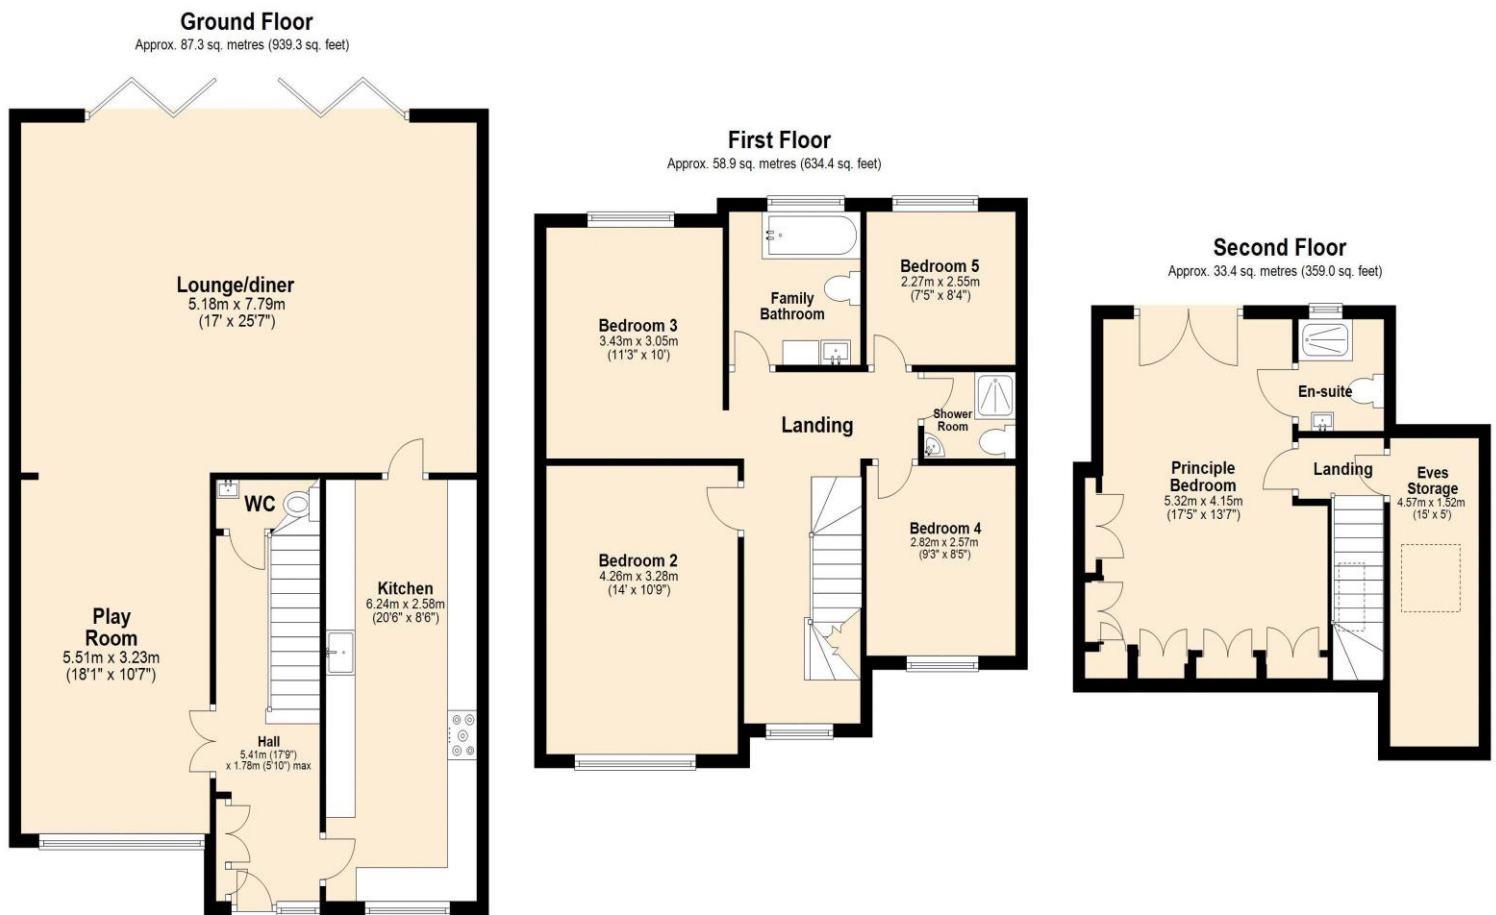 Ground Floor
Approx. 87.3 sq. metres (939.3 sq. feet)
Lounge/diner
5.18m x 7.79m
(17' x 25'7")
WC
Kitchen
6.24m x 2.58m
(20'6" x 8'6")
Play
Room
5.51m x 3.23m
(18'1" x 10'7")
Hall
5.41m (17'9")
x 1.78m (5'10") max
First Floor
Approx. 58.9 sq. metres (634.4 sq. feet)
Bedroom 5
2.27m x 2.55m
(7'5" x 8'4")
Family
Bathroom
Bedroom 3
3.43m x 3.05m
(11'3" x 10')
Landing
Shower
Room
Bedroom 4
2.82m x 2.57m
(9'3" x 8'5")
Bedroom 2
4.26m x 3.28m
(14' x 10'9")
Second Floor
Approx. 33.4 sq. metres (359.0 sq. feet)
En-suite
Principle
Bedroom
5.32m x 4.15m
(17'5" x 13'7")
Landing
Eves
Storage
4.57m x 1.52m
(15' x 5')